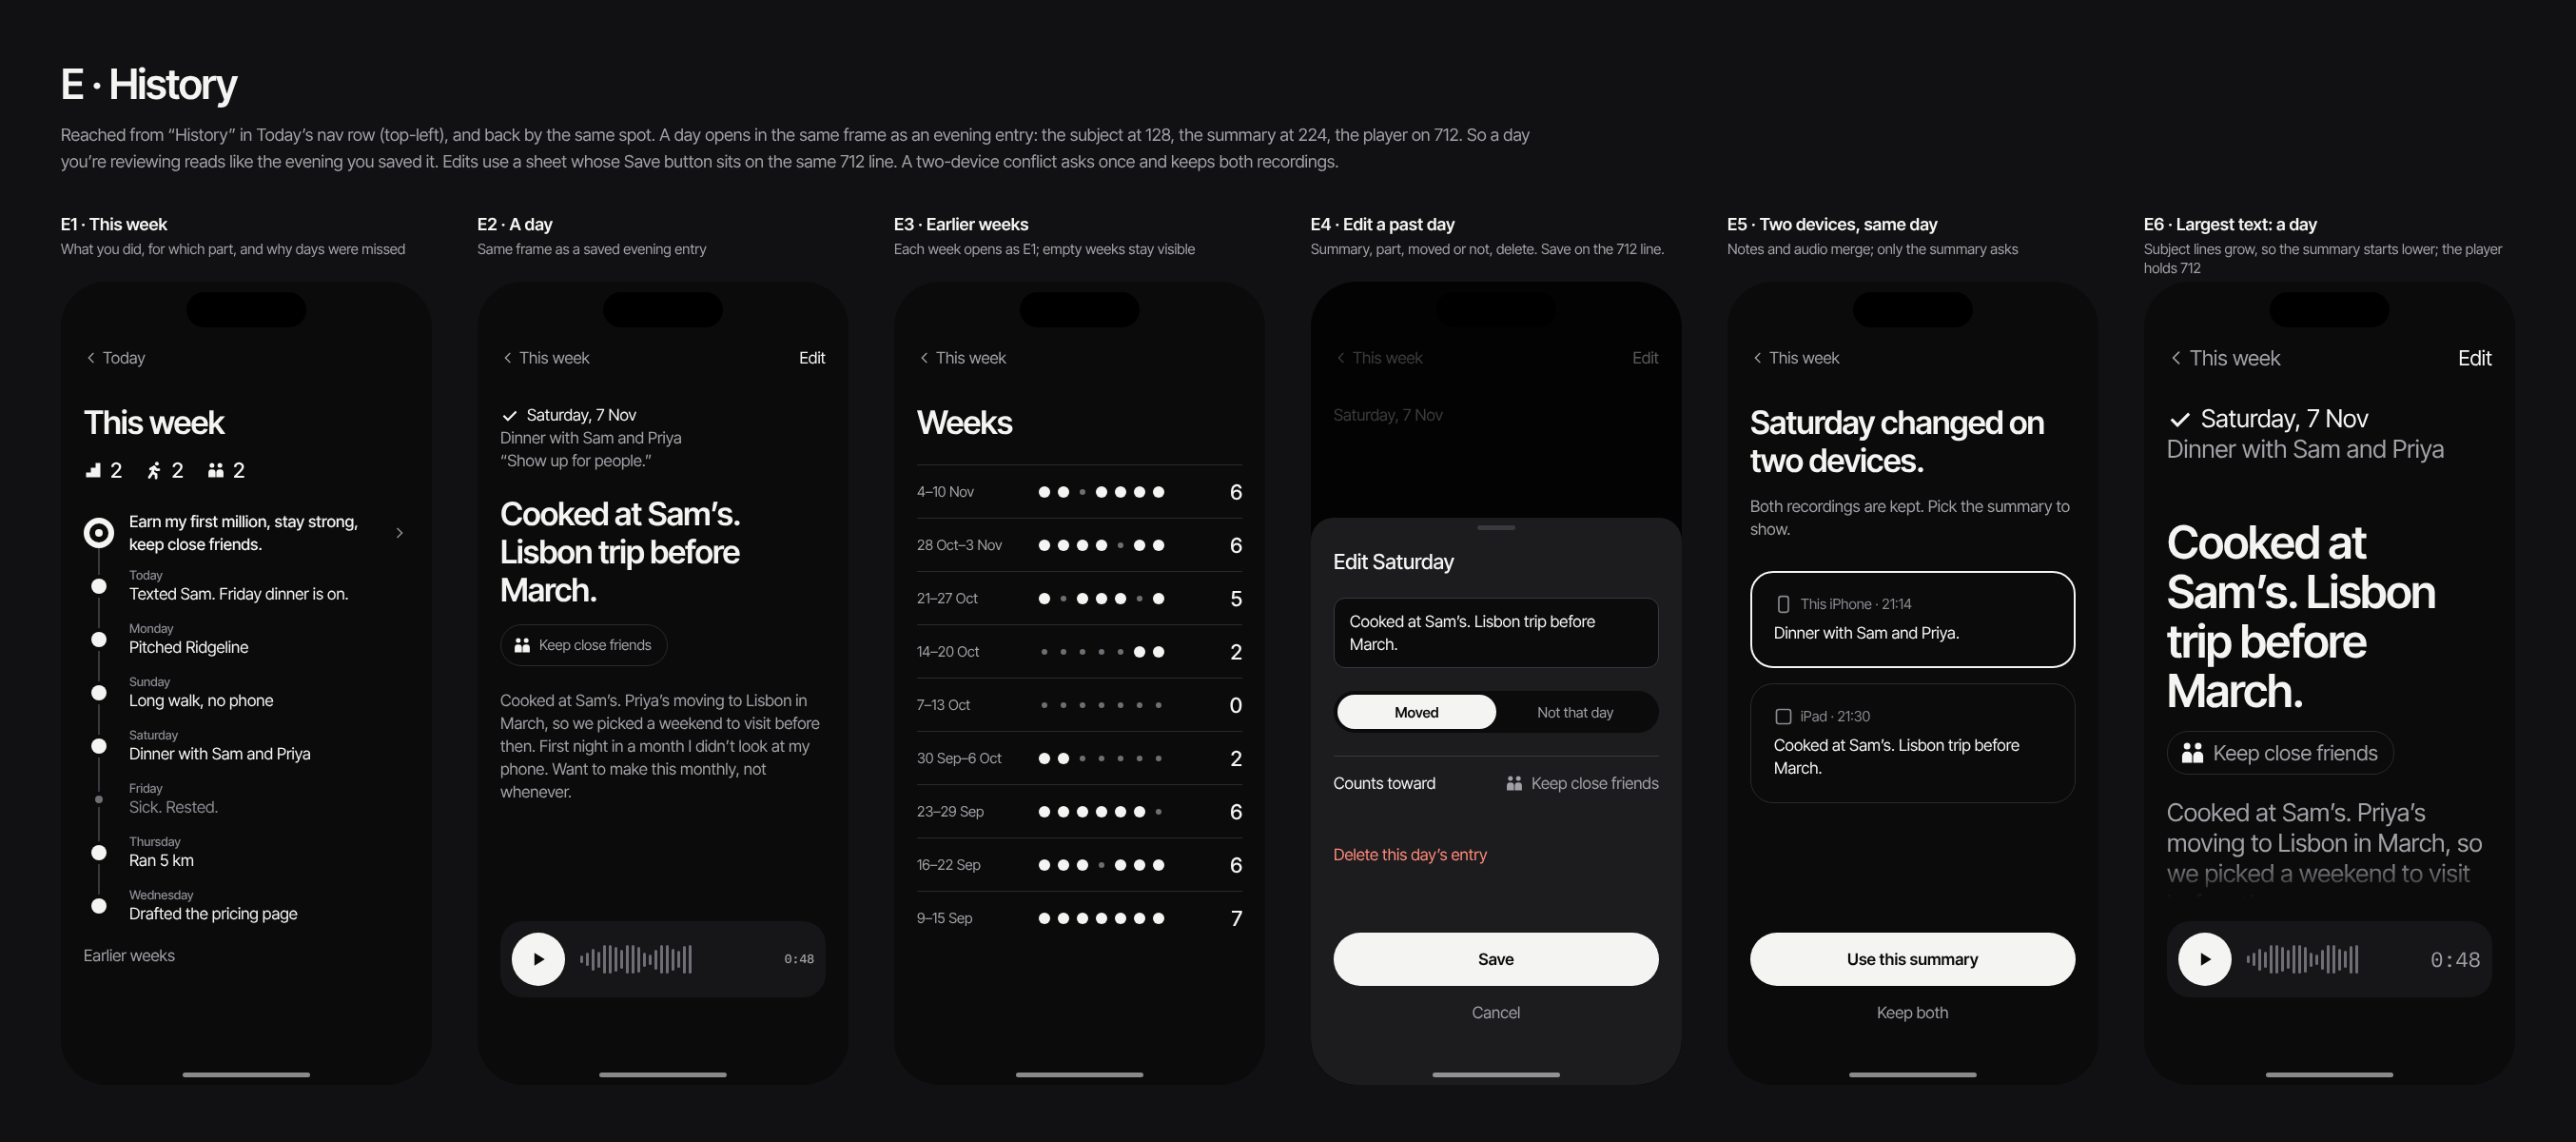 E · History
Reached from “History” in Today’s nav row (top-left), and back by the same spot. A day opens in the same frame as an evening entry: the subject at 128, the summary at 224, the player on 712. So a day
you’re reviewing reads like the evening you saved it. Edits use a sheet whose Save button sits on the same 712 line. A two-device conflict asks once and keeps both recordings.
E1 · This week
What you did, for which part, and why days were missed
Today
This week
2 2 2
Earn my first million, stay strong,
keep close friends.
Today
Texted Sam. Friday dinner is on.
Monday
Pitched Ridgeline
Sunday
Long walk, no phone
Saturday
Dinner with Sam and Priya
Friday
Sick. Rested.
Thursday
Ran 5 km
Wednesday
Drafted the pricing page
Earlier weeks
E2 · A day
Same frame as a saved evening entry
This week Edit
Saturday, 7 Nov
Dinner with Sam and Priya
“Show up for people.”
Cooked at Sam’s.
Lisbon trip before
March.
Keep close friends
Cooked at Sam’s. Priya’s moving to Lisbon in
March, so we picked a weekend to visit before
then. First night in a month I didn’t look at my
phone. Want to make this monthly, not
whenever.
0:48
E3 · Earlier weeks
Each week opens as E1; empty weeks stay visible
This week
Weeks
4–10 Nov 6
28 Oct–3 Nov 6
21–27 Oct 5
14–20 Oct 2
7–13 Oct 0
30 Sep–6 Oct 2
23–29 Sep 6
16–22 Sep 6
9–15 Sep 7
E4 · Edit a past day
Summary, part, moved or not, delete. Save on the 712 line.
This week Edit
Saturday, 7 Nov
Edit Saturday
Cooked at Sam’s. Lisbon trip before
March.
Moved Not that day
Counts toward Keep close friends
Delete this day’s entry
Save
Cancel
E5 · Two devices, same day
Notes and audio merge; only the summary asks
This week
Saturday changed on
two devices.
Both recordings are kept. Pick the summary to
show.
This iPhone · 21:14
Dinner with Sam and Priya.
iPad · 21:30
Cooked at Sam’s. Lisbon trip before
March.
Use this summary
Keep both
E6 · Largest text: a day
Subject lines grow, so the summary starts lower; the player
holds 712
This week Edit
Saturday, 7 Nov
Dinner with Sam and Priya
Cooked at
Sam’s. Lisbon
trip before
March.
Keep close friends
Cooked at Sam’s. Priya’s
moving to Lisbon in March, so
we picked a weekend to visit
0:48